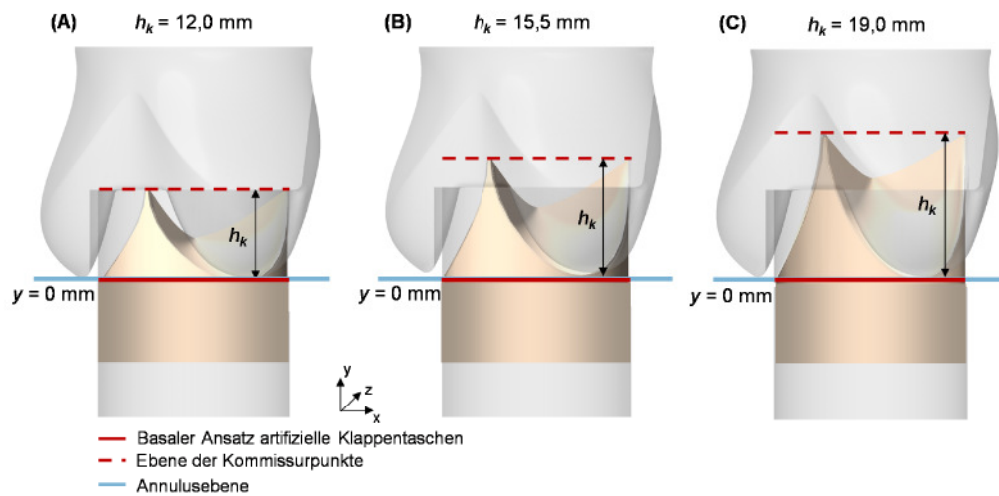 (A) hk = 12,0 mm (B) hk = 15,5 mm (C) hk = 19,0 mm
hk hk hk
y = 0 mm y = 0 mm y = 0 mm
y
z
x
Basaler Ansatz artifizielle Klappentaschen
Ebene der Kommissurpunkte
Annulusebene